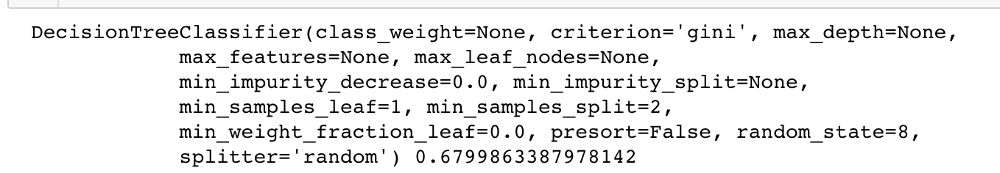 DecisionTreeClassifier(class_weight=None, criterion='gini', max_depth=None,
max_features=None, max_leaf_nodes=None,
min_impurity_decrease=0.0, min_impurity_split=None,
min_samples_leaf=1, min_samples_split=2,
min_weight_fraction_leaf=0.0, presort=False, random_state=8,
splitter='random') 0.6799863387978142